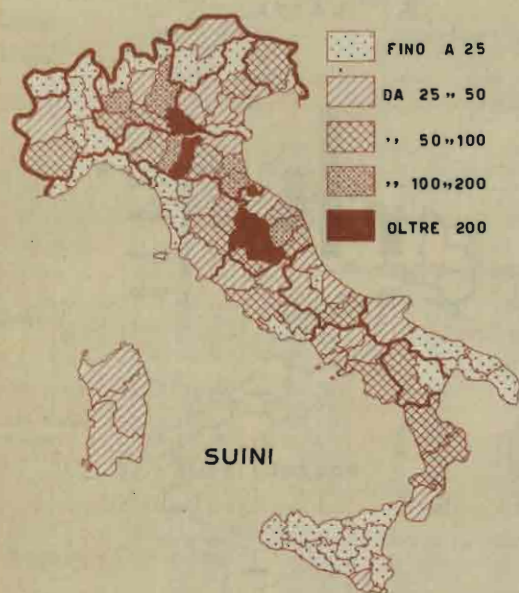 FINO A 25
DA 25 ,, 50
,, 50 ,, 100
,, 100 ,, 200
OLTRE 200
SUINI